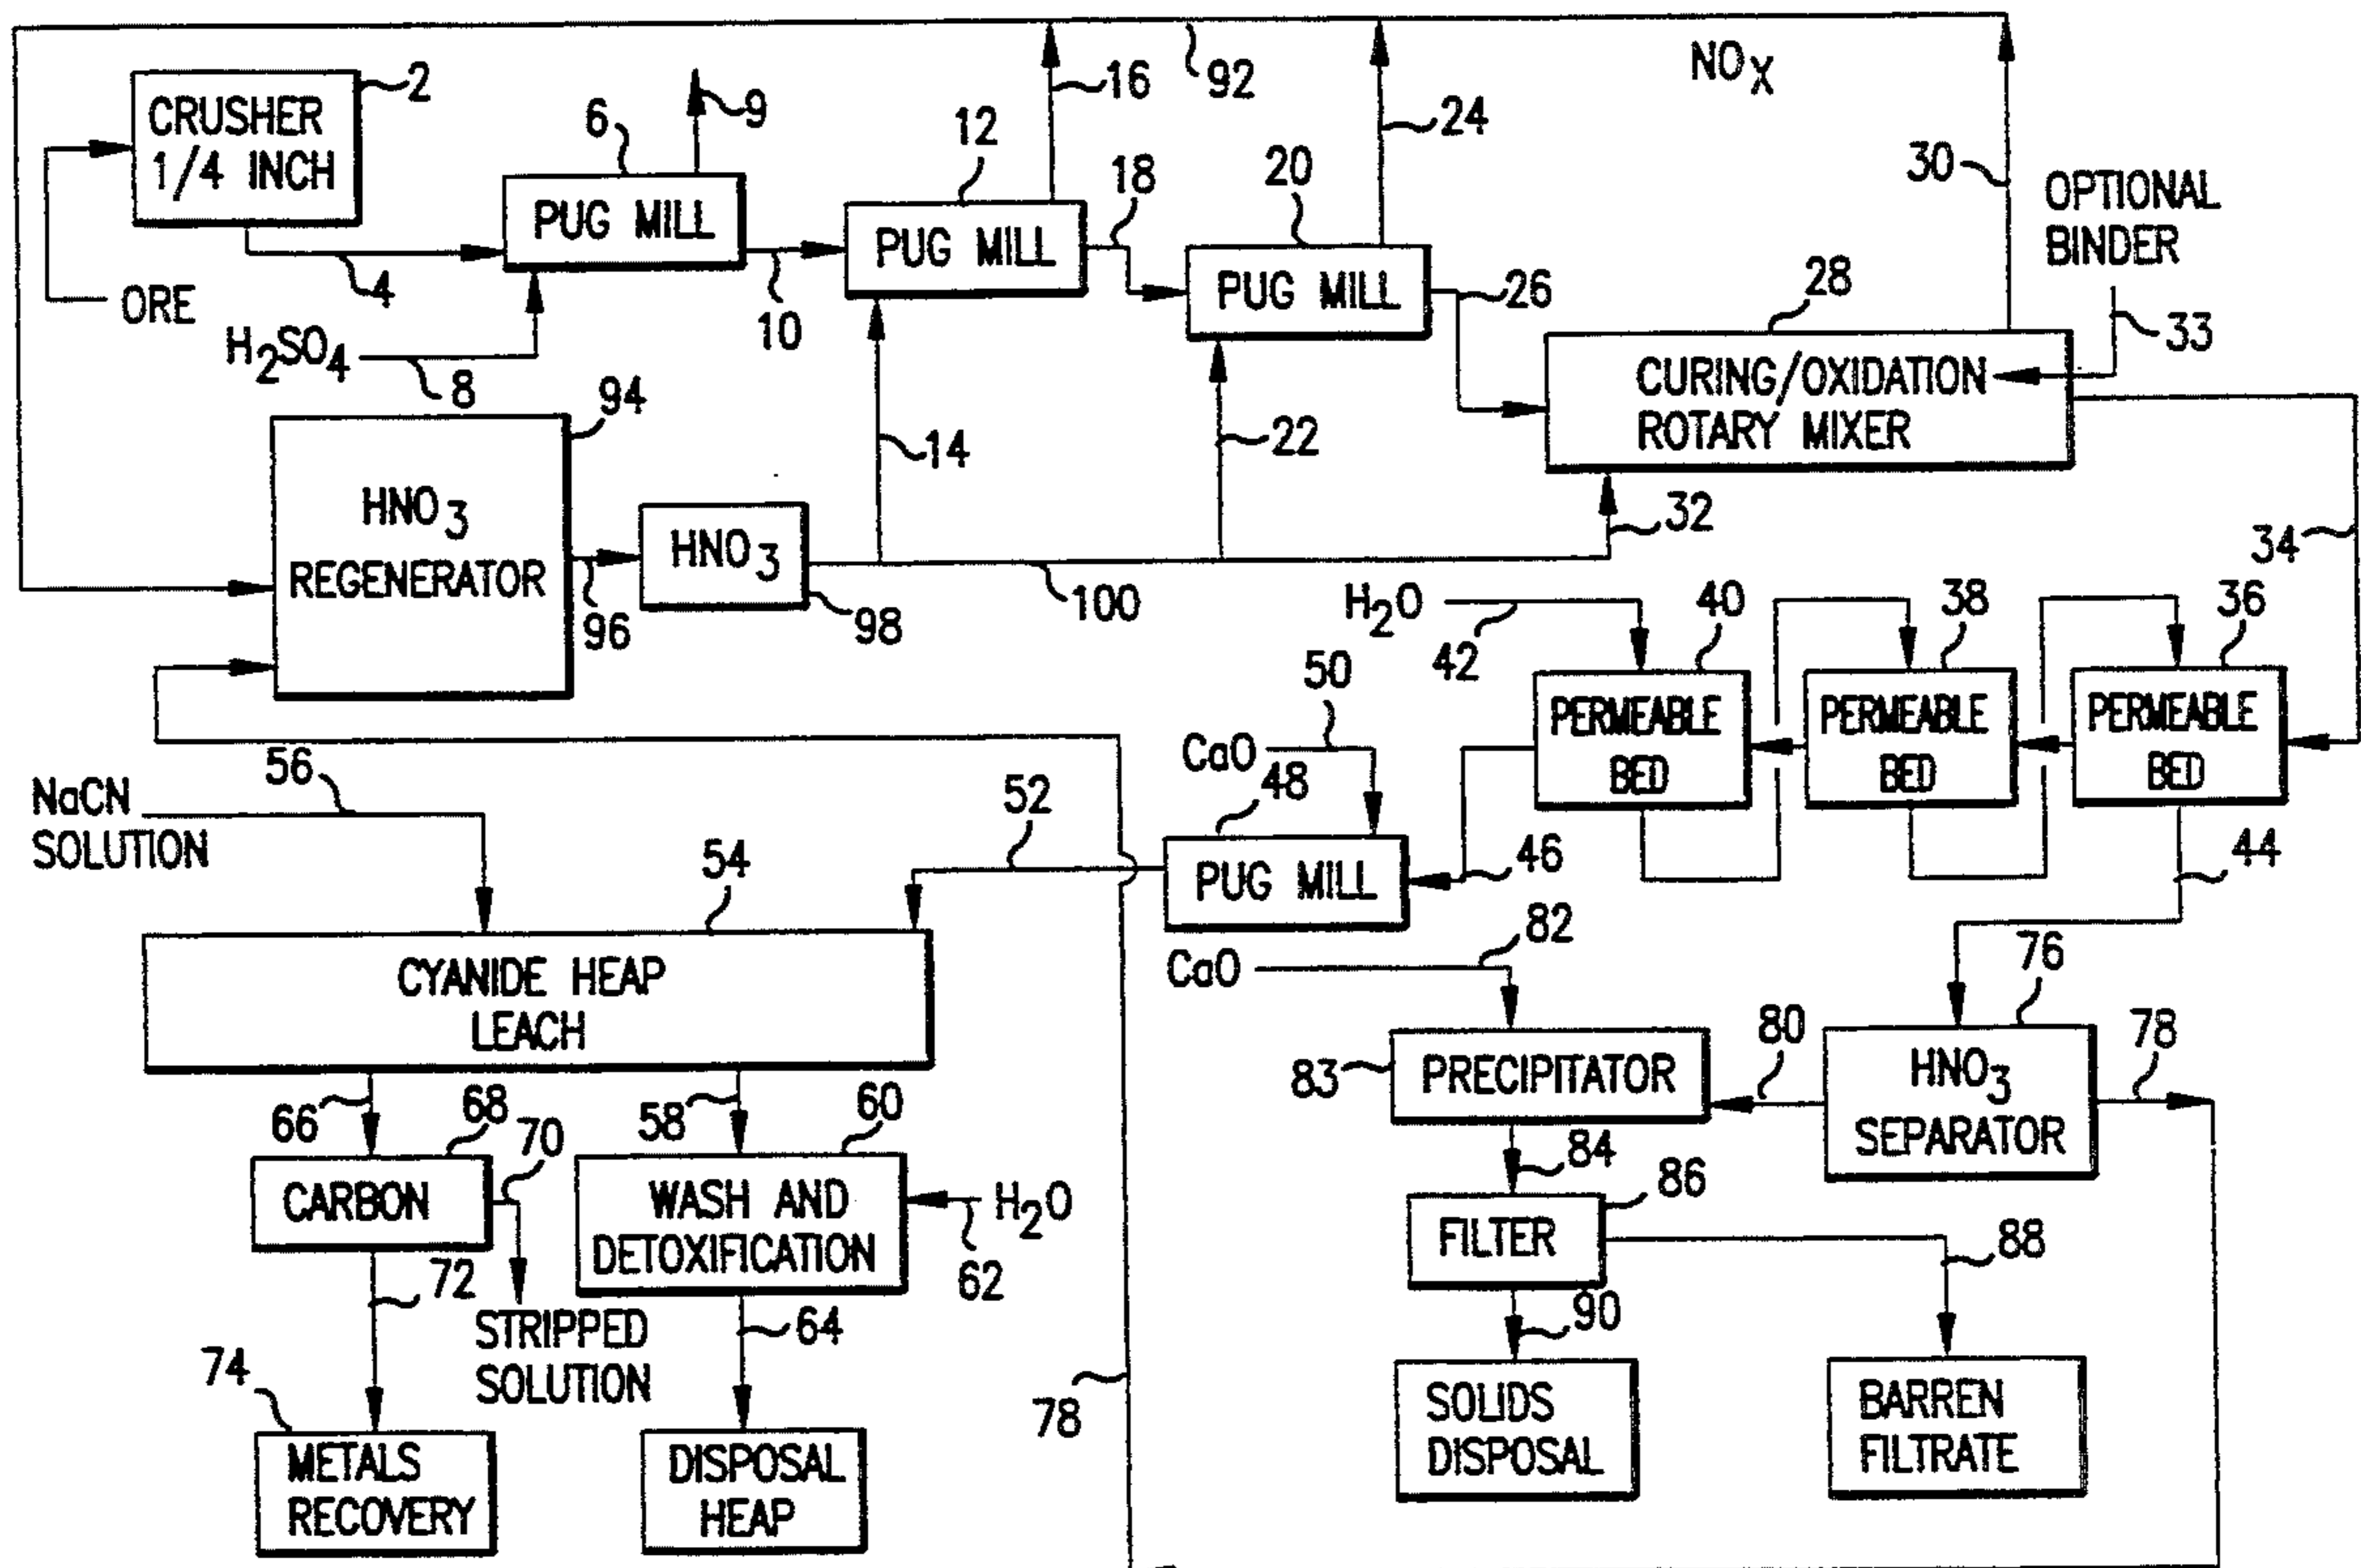 92
NOX
2
CRUSHER
1/4 INCH
ORE
4
6
9
PUG MILL
H2SO4
8
10
12
16
PUG MILL
14
18
20
24
PUG MILL
22
26
28
30
OPTIONAL
BINDER
33
CURING/OXIDATION
ROTARY MIXER
32
34
94
HNO3
REGENERATOR
96
HNO3
98
100
H2O
42
40
PERMEABLE
BED
38
PERMEABLE
BED
36
PERMEABLE
BED
44
46
50
CaO
48
PUG MILL
52
56
NaCN
SOLUTION
54
CYANIDE HEAP
LEACH
66
68
70
CARBON
STRIPPED
SOLUTION
72
74
METALS
RECOVERY
58
60
WASH AND
DETOXIFICATION
H2O
62
64
DISPOSAL
HEAP
78
CaO
82
83
PRECIPITATOR
80
76
HNO3
SEPARATOR
78
84
86
FILTER
88
90
SOLIDS
DISPOSAL
BARREN
FILTRATE